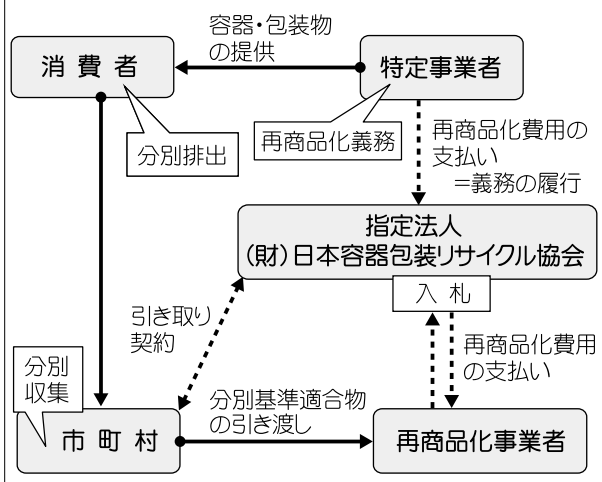 容器・包装物
の提供
消費者
特定事業者
分別排出
再商品化義務
再商品化費用の
支払い
=義務の履行
指定法人
(財)日本容器包装リサイクル協会
入札
引き取り
契約
再商品化費用
の支払い
分別
収集
分別基準適合物
の引き渡し
市町村
再商品化事業者